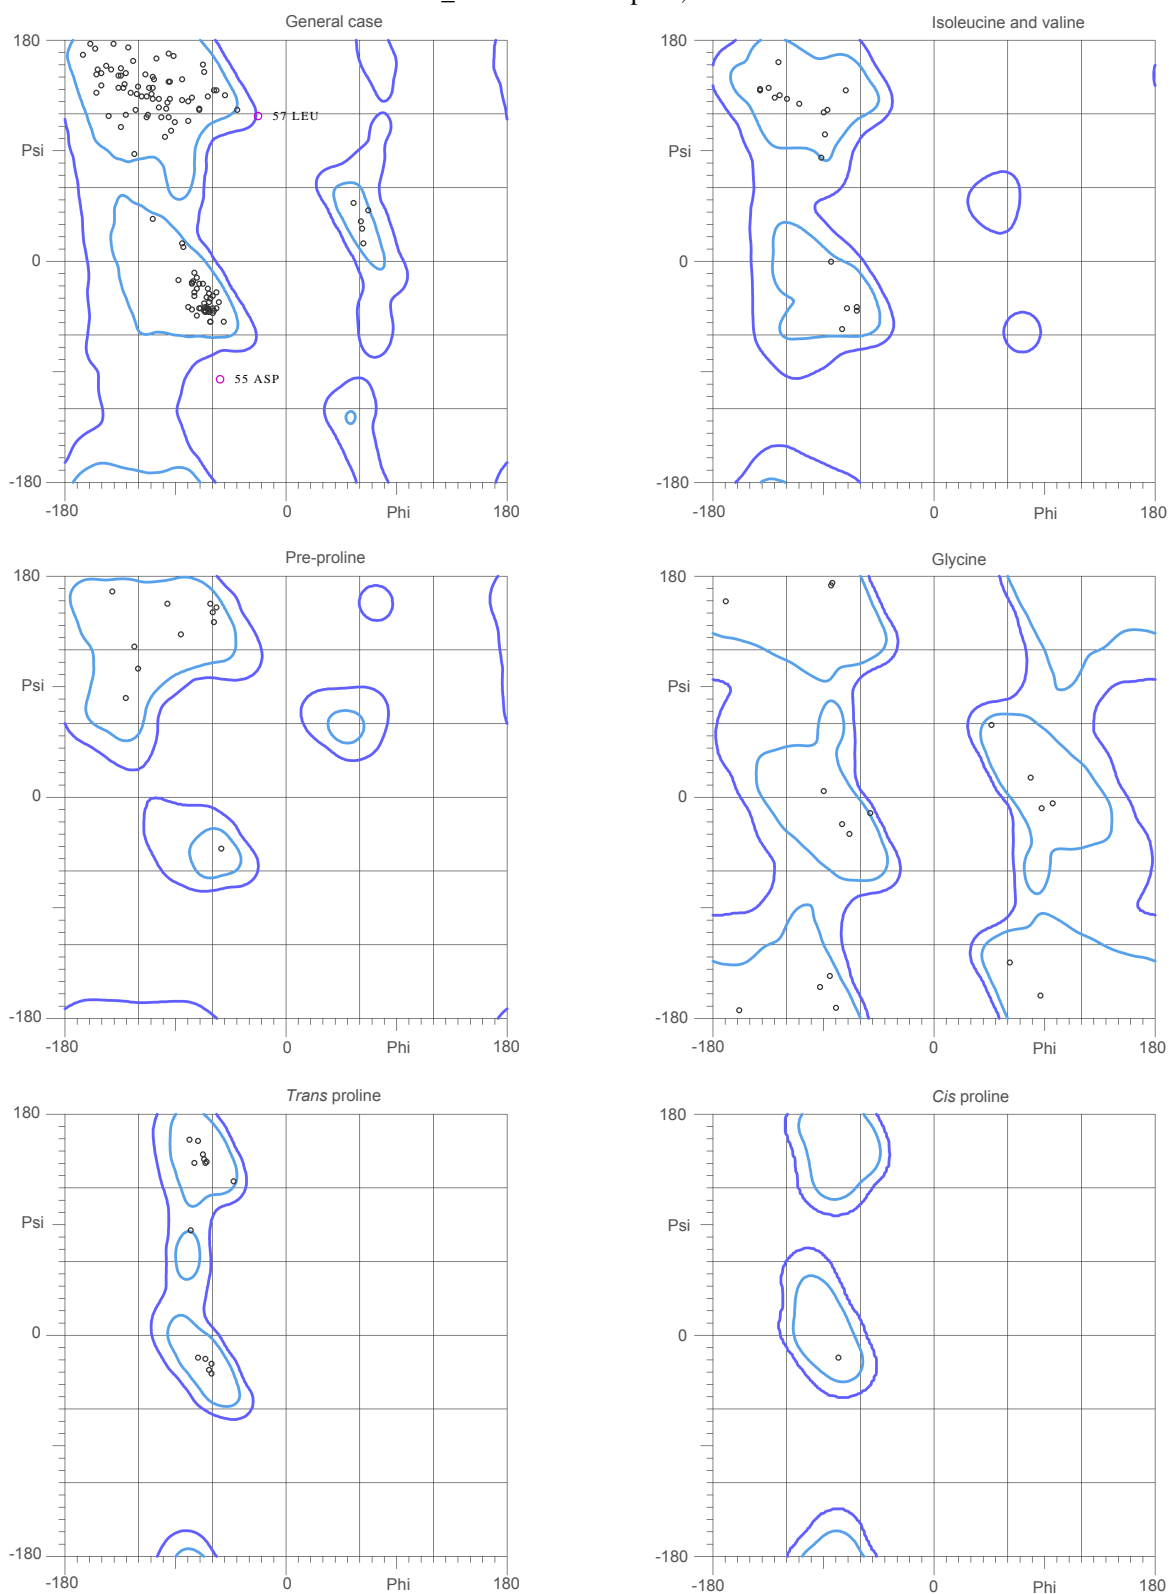 General case
Isoleucine and valine
180
57 LEU
Psi
0
55 ASP
-180
-180
0
Phi
180
180
Psi
0
-180
-180
0
Phi
180
Pre-proline
Glycine
180
Psi
0
-180
-180
0
Phi
180
180
Psi
0
-180
-180
0
Phi
180
Trans proline
Cis proline
180
Psi
0
-180
-180
0
Phi
180
180
Psi
0
-180
-180
0
Phi
180